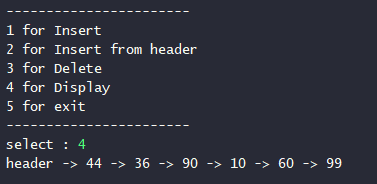 -----------------------
1 for Insert
2 for Insert from header
3 for Delete
4 for Display
5 for exit
-----------------------
select : 4
header -> 44 -> 36 -> 90 -> 10 -> 60 -> 99